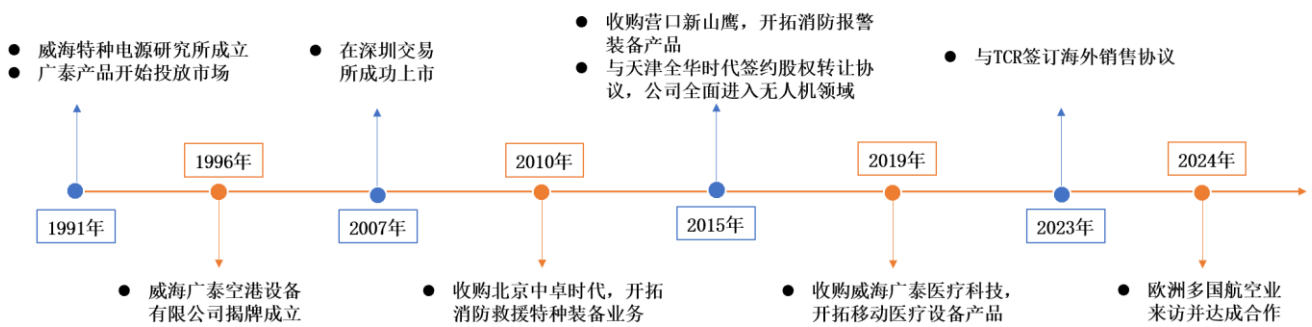 ● 威海特种电源研究所成立
● 广泰产品开始投放市场
1991年
1996年
● 威海广泰空港设备
有限公司揭牌成立
● 在深圳交易
所成功上市
2007年
2010年
● 收购北京中卓时代，开拓
消防救援特种装备业务
● 收购营口新山鹰，开拓消防报警
装备产品
● 与天津全华时代签约股权转让协
议，公司全面进入无人机领域
2015年
2019年
● 收购威海广泰医疗科技，
开拓移动医疗设备产品
● 与TCR签订海外销售协议
2023年
2024年
● 欧洲多国航空业
来访并达成合作